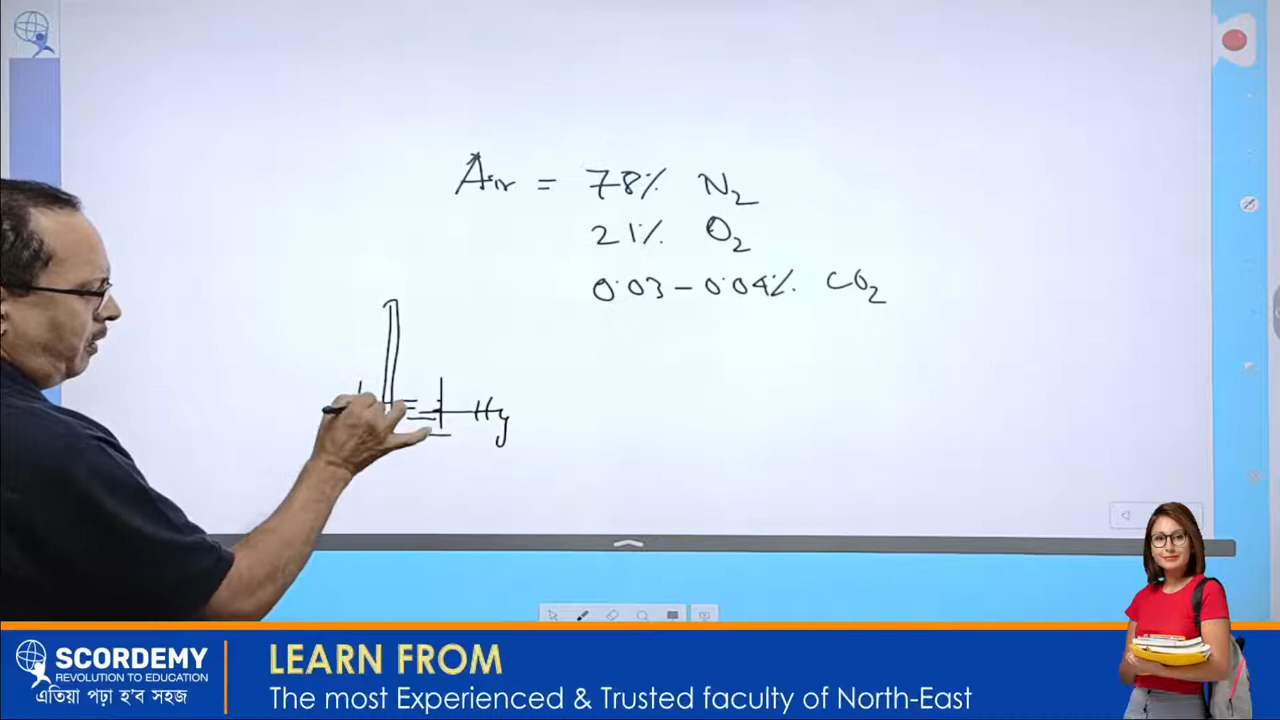 Air = 78% N2
21% O2
0.03 - 0.04% CO2
Hg
SCORDEMY
REVOLUTION TO EDUCATION
এতিয়া পঢ়া হ'ব সহজ
LEARN FROM
The most Experienced & Trusted faculty of North-East